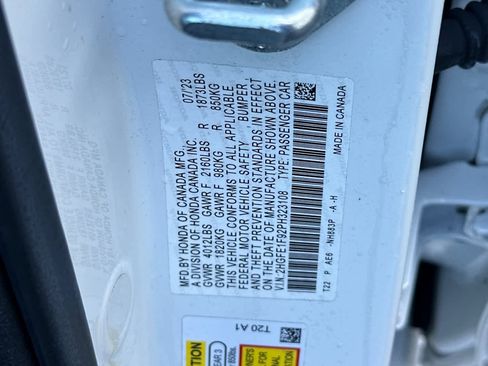 MFD.BY HONDA OF CANADA MFG.
A DIVISION OF HONDA CANADA INC. 07/23
GVWR 4012LBS GAWR F 2160LBS R 1873LBS
GVWR 1820KG GAWR F 980KG R 850KG
THIS VEHICLE CONFORMS TO ALL APPLICABLE
FEDERAL MOTOR VEHICLE SAFETY, BUMPER,
AND THEFT PREVENTION STANDARDS IN EFFECT
ON THE DATE OF MANUFACTURE SHOWN ABOVE.
V.I.N.:2HGFE1F92PH323108 TYPE: PASSENGER CAR
T22 P AE6 -NH883P -A -H
MADE IN CANADA
T20 A1